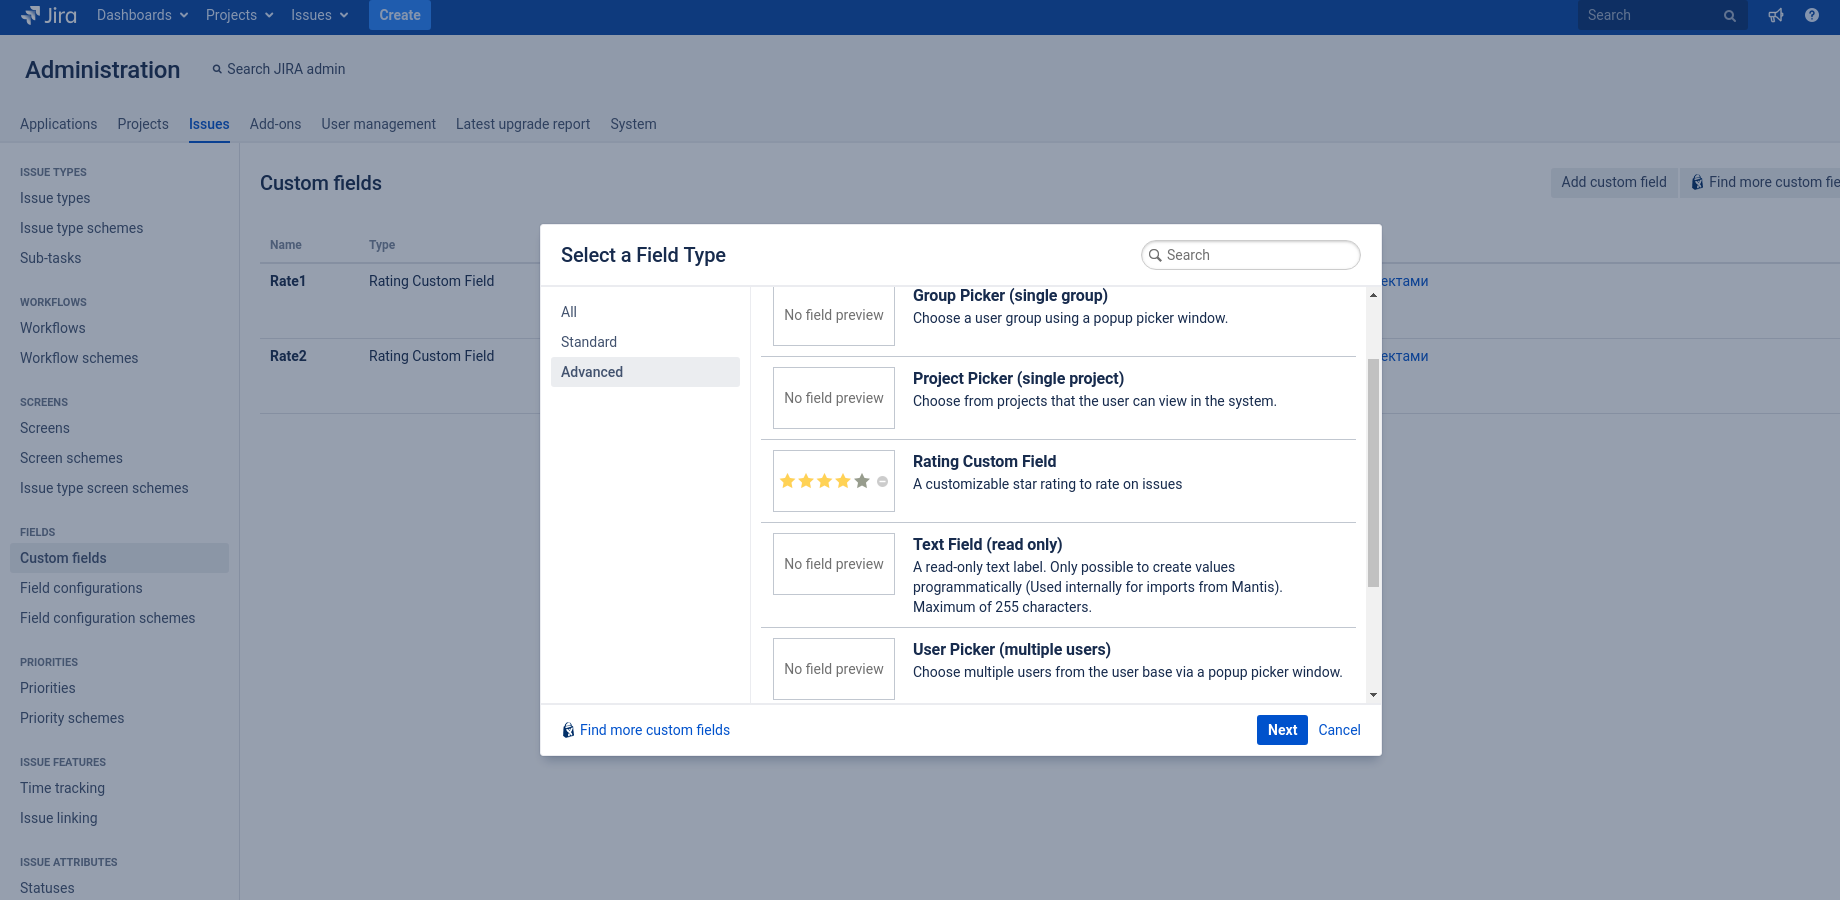 Jira Dashboards Projects Issues Create Search
Administration Search JIRA admin
Applications Projects Issues Add-ons User management Latest upgrade report System
ISSUE TYPES
Issue types
Issue type schemes
Sub-tasks
WORKFLOWS
Workflows
Workflow schemes
SCREENS
Screens
Screen schemes
Issue type screen schemes
FIELDS
Custom fields
Field configurations
Field configuration schemes
PRIORITIES
Priorities
Priority schemes
ISSUE FEATURES
Time tracking
Issue linking
ISSUE ATTRIBUTES
Statuses
Custom fields Add custom field Find more custom fie
Name Type
Rate1 Rating Custom Field ектами
Rate2 Rating Custom Field ектами
Select a Field Type Search
All
Standard
Advanced
Group Picker (single group)
No field preview Choose a user group using a popup picker window.
Project Picker (single project)
No field preview Choose from projects that the user can view in the system.
Rating Custom Field
A customizable star rating to rate on issues
Text Field (read only)
No field preview A read-only text label. Only possible to create values
programmatically (Used internally for imports from Mantis).
Maximum of 255 characters.
User Picker (multiple users)
No field preview Choose multiple users from the user base via a popup picker window.
Find more custom fields Next Cancel